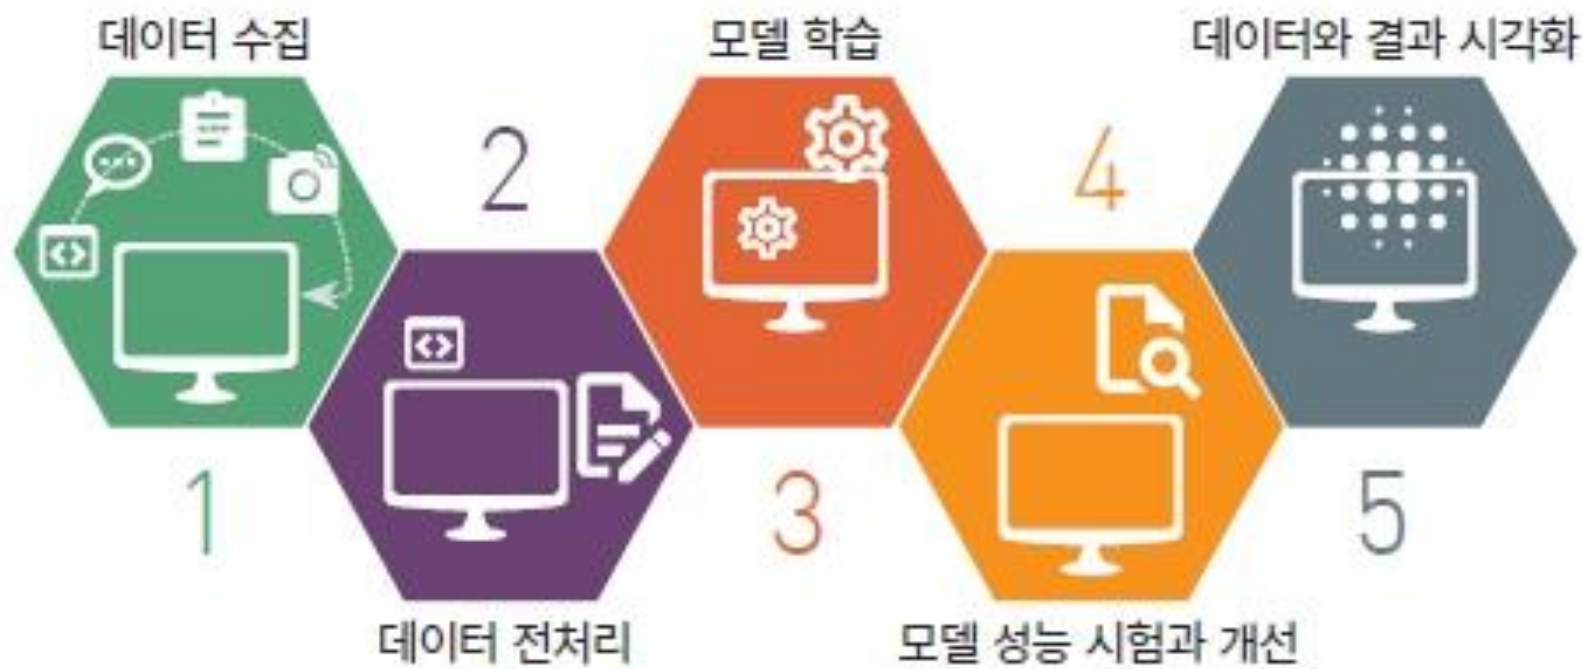 데이터 수집
1
2
데이터 전처리
모델 학습
3
4
모델 성능 시험과 개선
데이터와 결과 시각화
5